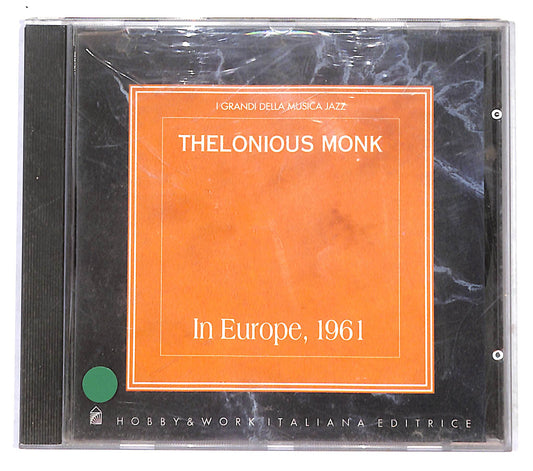 I GRANDI DELLA MUSICA JAZZ
THELONIOUS MONK
In Europe, 1961
HOBBY & WORK ITALIANA EDITRICE